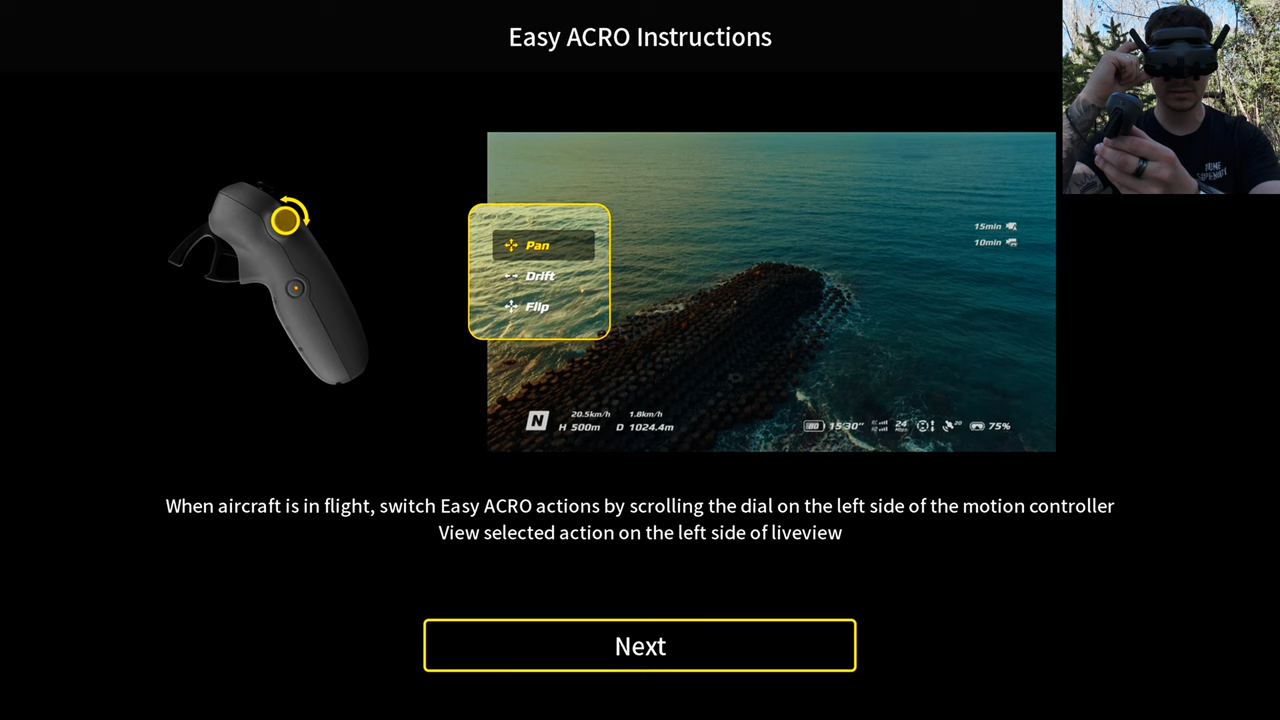 Easy ACRO Instructions
Pan
Drift
Flip
15min
10min
N
20.5km/h 1.8km/h
H 500m D 1024.4m
80 15'30" 24 20 75%
When aircraft is in flight, switch Easy ACRO actions by scrolling the dial on the left side of the motion controller
View selected action on the left side of liveview
Next